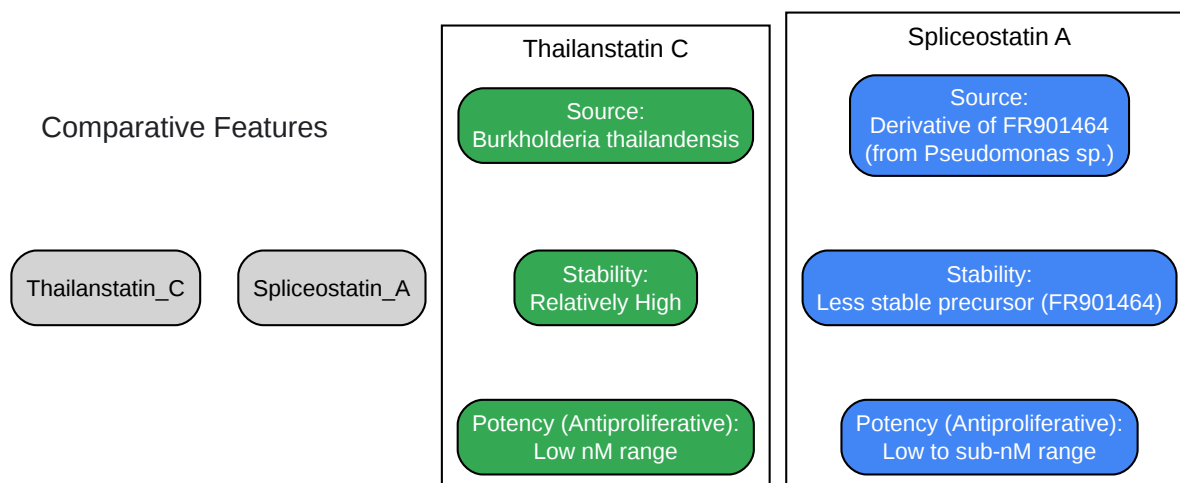 Comparative Features
Thailanstatin_C
Spliceostatin_A
Thailanstatin C
Source:
Burkholderia thailandensis
Stability:
Relatively High
Potency (Antiproliferative):
Low nM range
Spliceostatin A
Source:
Derivative of FR901464
(from Pseudomonas sp.)
Stability:
Less stable precursor (FR901464)
Potency (Antiproliferative):
Low to sub-nM range